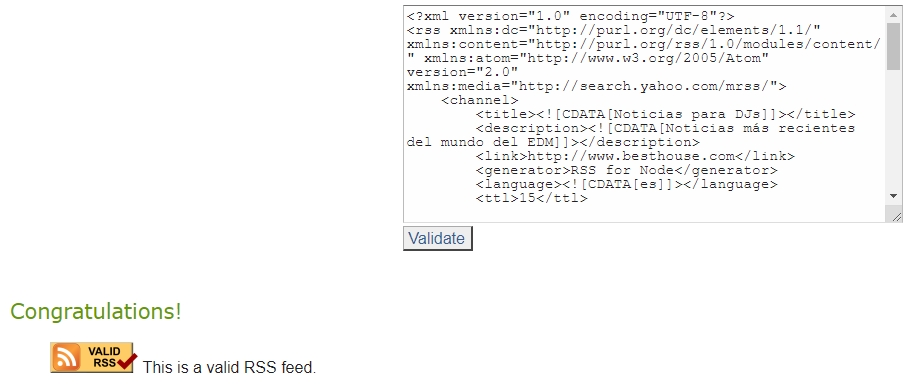 <?xml version="1.0" encoding="UTF-8"?>
<rss xmlns:dc="http://purl.org/dc/elements/1.1/"
xmlns:content="http://purl.org/rss/1.0/modules/content/
" xmlns:atom="http://www.w3.org/2005/Atom"
version="2.0"
xmlns:media="http://search.yahoo.com/mrss/">
<channel>
<title><![CDATA[Noticias para DJs]]></title>
<description><![CDATA[Noticias más recientes
del mundo del EDM]]></description>
<link>http://www.besthouse.com</link>
<generator>RSS for Node</generator>
<language><![CDATA[es]]></language>
<ttl>15</ttl>
Validate
Congratulations!
VALID
RSS
This is a valid RSS feed.